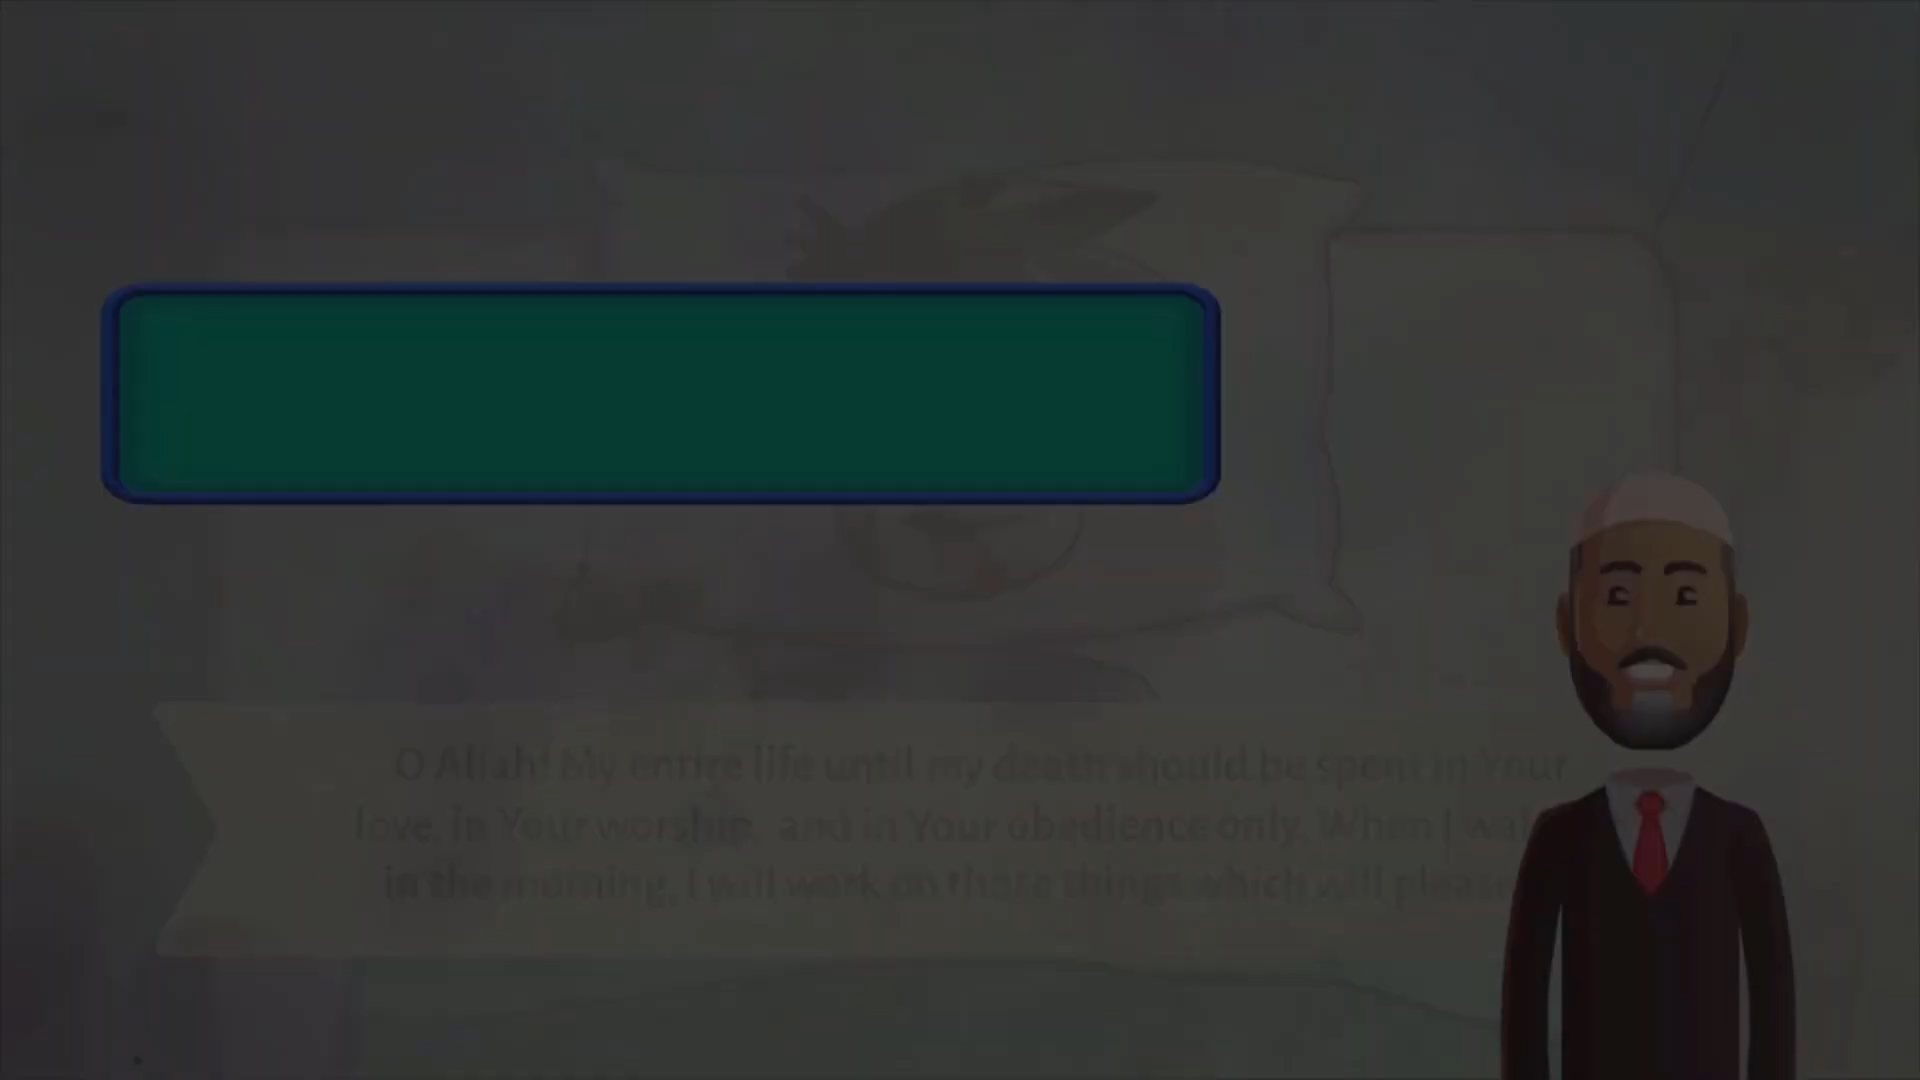 O Allah! My entire life until my death should be spent in Your
love, in Your worship, and in Your obedience only. When I
in the morning, I will work on those things which will please